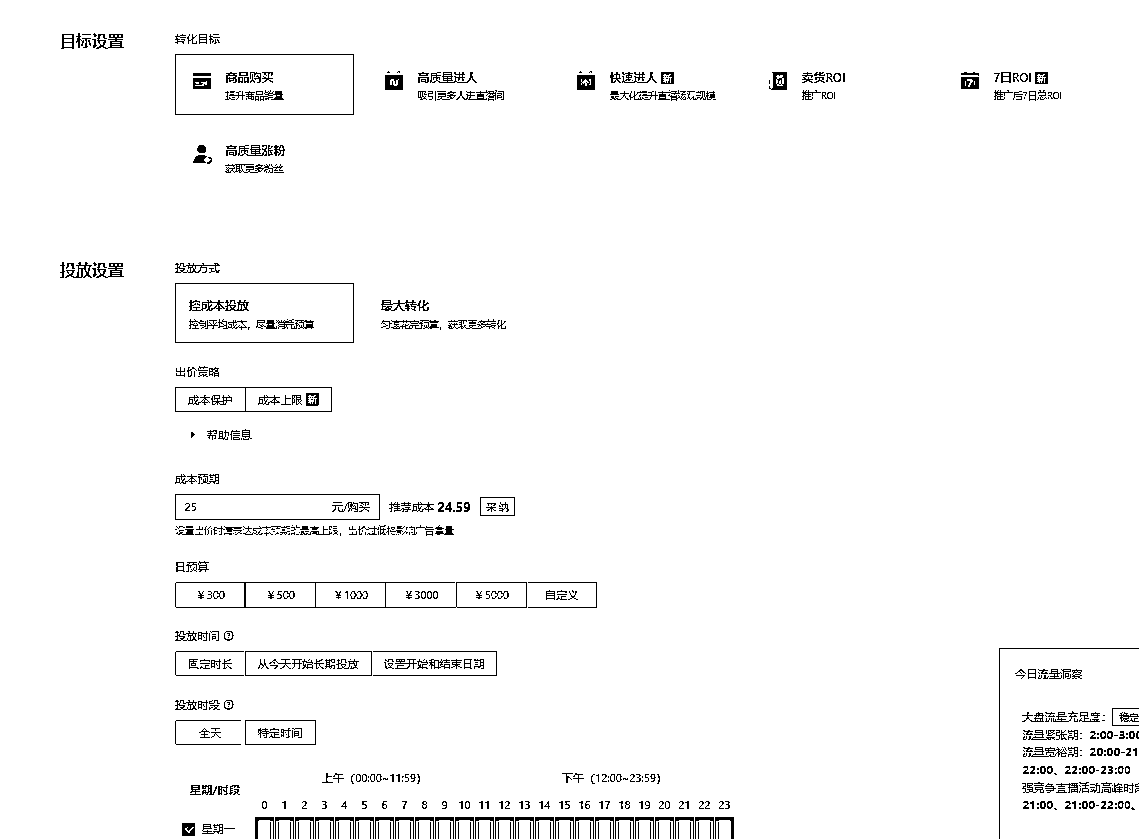 目标设置
转化目标
商品购买
提升商品销量
高质量进人
吸引更多人进直播间
快速进人 新
最大化提升直播场观规模
卖货ROI
推广ROI
7日ROI 新
推广后7日总ROI
高质量涨粉
获取更多粉丝
投放设置
投放方式
控成本投放
控制平均成本，尽量消耗预算
最大转化
匀速花完预算，获取更多转化
出价策略
成本保护 成本上限 新
帮助信息
成本预期
25 元/购买 推荐成本 24.59 采纳
设置出价时需表达成本预期的最高上限，出价过低将影响广告拿量
日预算
¥300 ¥500 ¥1000 ¥3000 ¥5000 自定义
投放时间
固定时长 从今天开始长期投放 设置开始和结束日期
投放时段
全天 特定时间
星期/时段
上午 (00:00~11:59) 下午 (12:00~23:59)
0 1 2 3 4 5 6 7 8 9 10 11 12 13 14 15 16 17 18 19 20 21 22 23
星期一
今日流量洞察
大盘流量充足度：稳定
流量紧张期：2:00-3:00
流量宽裕期：20:00-21
22:00、22:00-23:00
强竞争直播活动高峰时
21:00、21:00-22:00、